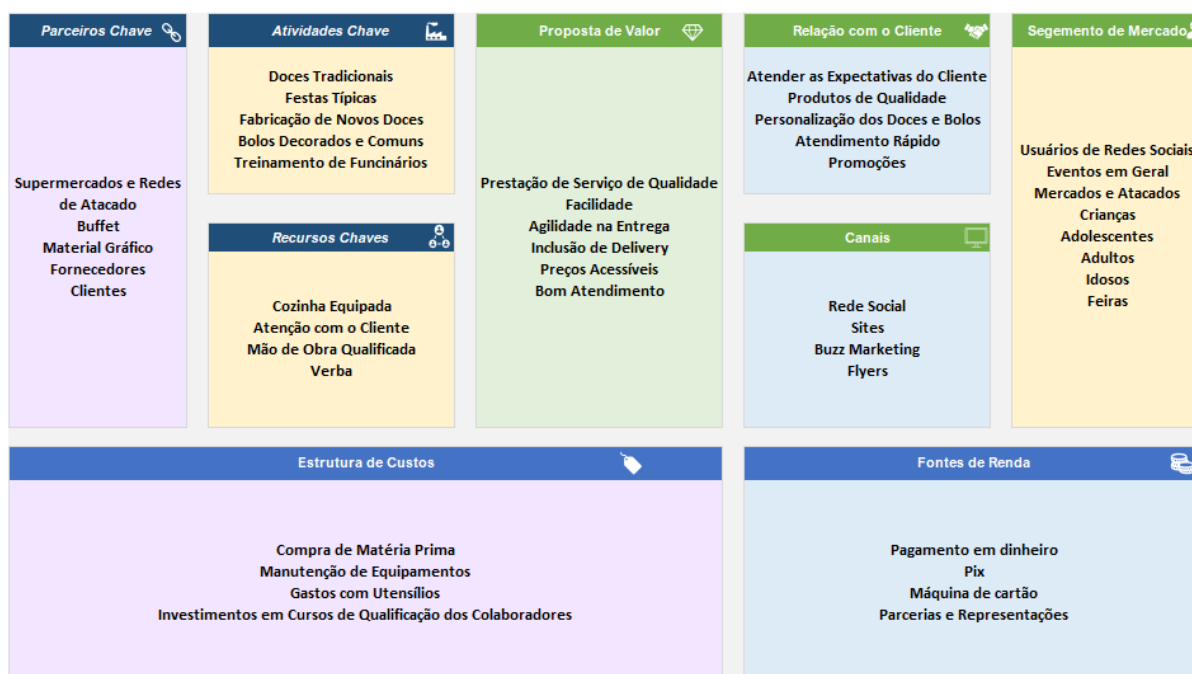 Parceiros Chave
Supermercados e Redes
de Atacado
Buffet
Material Gráfico
Fornecedores
Clientes
Atividades Chave
Doces Tradicionais
Festas Típicas
Fabricação de Novos Doces
Bolos Decorados e Comuns
Treinamento de Funcinários
Recursos Chaves
Cozinha Equipada
Atenção com o Cliente
Mão de Obra Qualificada
Verba
Proposta de Valor
Prestação de Serviço de Qualidade
Facilidade
Agilidade na Entrega
Inclusão de Delivery
Preços Acessíveis
Bom Atendimento
Relação com o Cliente
Atender as Expectativas do Cliente
Produtos de Qualidade
Personalização dos Doces e Bolos
Atendimento Rápido
Promoções
Canais
Rede Social
Sites
Buzz Marketing
Flyers
Segemento de Mercado
Usuários de Redes Sociais
Eventos em Geral
Mercados e Atacados
Crianças
Adolescentes
Adultos
Idosos
Feiras
Estrutura de Custos
Compra de Matéria Prima
Manutenção de Equipamentos
Gastos com Utensílios
Investimentos em Cursos de Qualificação dos Colaboradores
Fontes de Renda
Pagamento em dinheiro
Pix
Máquina de cartão
Parcerias e Representações